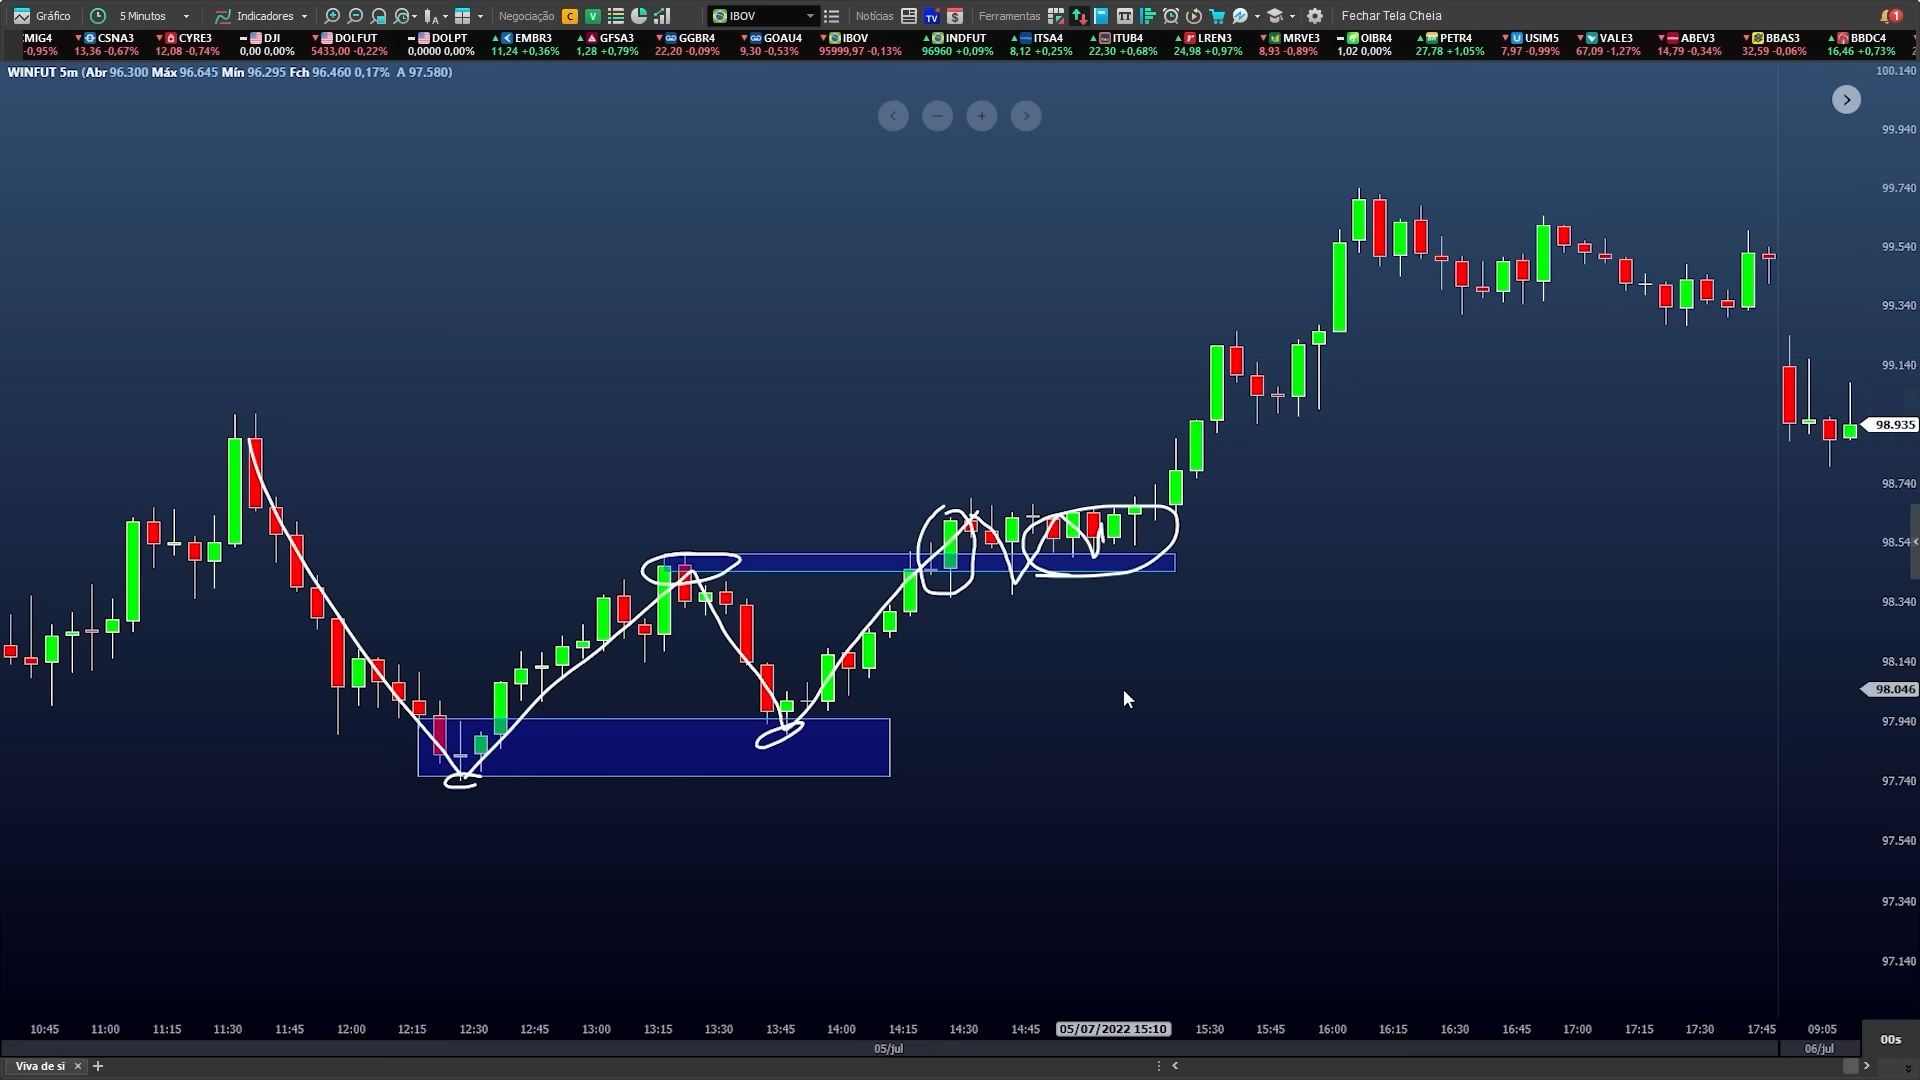 Gráfico 5 Minutos Indicadores Negociação C V IBOV Notícias TV $ Ferramentas Fechar Tela Cheia 1
CMIG4 CSNA3 CYRE3 DJI DOLFUT DOLPT EMBR3 GFSA3 GGBR4 GOAU4 IBOV INDFUT ITSA4 ITUB4 LREN3 MRVE3 OIBR4 PETR4 USIM5 VALE3 ABEV3 BBAS3 BBDC4
-0,95% 13,36 -0,67% 12,08 -0,74% 0,00 0,00% 5433,00 -0,22% 0,0000 0,00% 11,24 +0,36% 1,28 +0,79% 22,20 -0,09% 9,30 -0,53% 95999,97 -0,13% 96960 +0,09% 8,12 +0,25% 22,30 +0,68% 24,98 +0,97% 8,93 -0,89% 1,02 0,00% 27,78 +1,05% 7,97 -0,99% 67,09 -1,27% 14,79 -0,34% 32,59 -0,06% 16,46 +0,73%
WINFUT 5m (Abr 96.300 Máx 96.645 Mín 96.295 Fch 96.460 0,17% A 97.580)
100.140
99.940
99.740
99.540
99.340
99.140
98.935
98.740
98.540
98.340
98.140
98.046
97.940
97.740
97.540
97.340
97.140
10:45 11:00 11:15 11:30 11:45 12:00 12:15 12:30 12:45 13:00 13:15 13:30 13:45 14:00 14:15 14:30 14:45 05/07/2022 15:10 15:30 15:45 16:00 16:15 16:30 16:45 17:00 17:15 17:30 17:45 09:05 00s
05/jul 06/jul
Viva de si × +